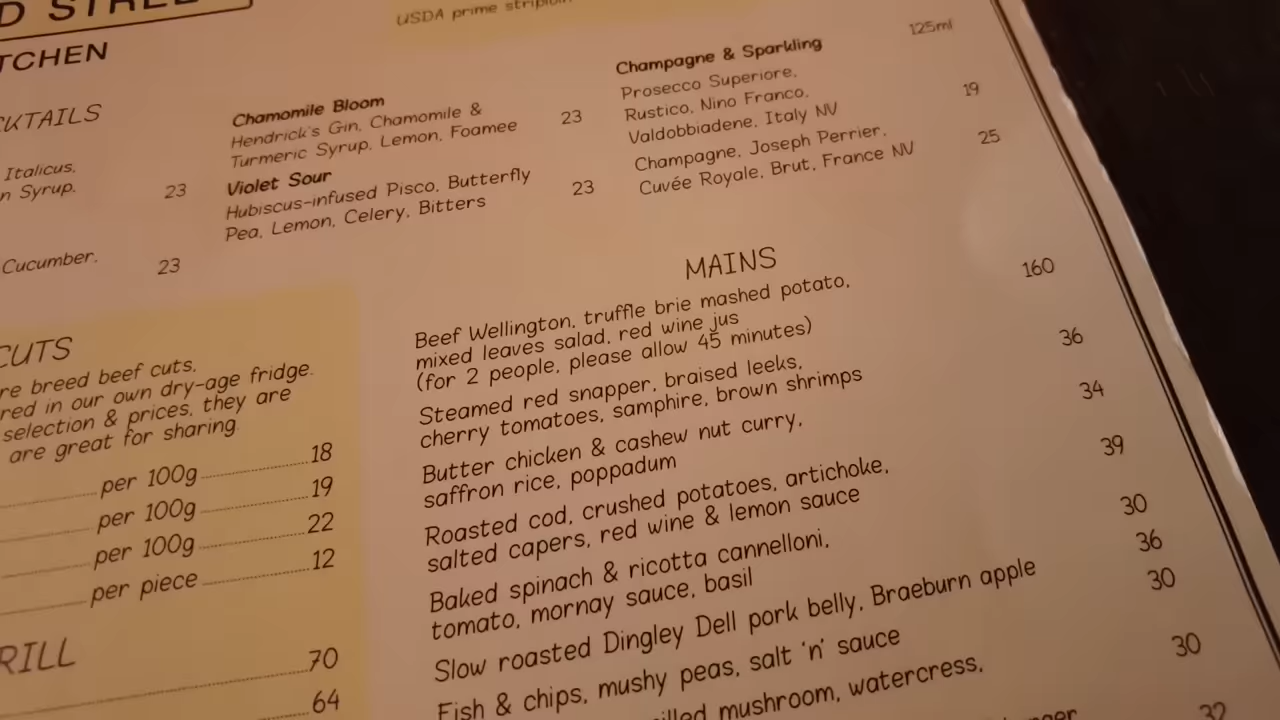 TCHEN
USDA prime striploin
CKTAILS
Italicus,
n Syrup,
23
Cucumber,
23
Chamomile Bloom
Hendrick's Gin, Chamomile &
Turmeric Syrup, Lemon, Foamee
23
Violet Sour
Hubiscus-infused Pisco, Butterfly
Pea, Lemon, Celery, Bitters
23
Champagne & Sparkling
125ml
Prosecco Superiore,
Rustico, Nino Franco,
Valdobbiadene, Italy NV
19
Champagne, Joseph Perrier,
Cuvée Royale, Brut, France NV
25
CUTS
re breed beef cuts,
red in our own dry-age fridge.
selection & prices, they are
are great for sharing
per 100g 18
per 100g 19
per 100g 22
per piece 12
RILL
70
64
MAINS
Beef Wellington, truffle brie mashed potato,
mixed leaves salad, red wine jus
(for 2 people, please allow 45 minutes)
160
Steamed red snapper, braised leeks,
cherry tomatoes, samphire, brown shrimps
36
Butter chicken & cashew nut curry,
saffron rice, poppadum
34
Roasted cod, crushed potatoes, artichoke,
salted capers, red wine & lemon sauce
39
Baked spinach & ricotta cannelloni,
tomato, mornay sauce, basil
30
Slow roasted Dingley Dell pork belly, Braeburn apple
36
Fish & chips, mushy peas, salt 'n' sauce
30
mushroom, watercress,
30
32